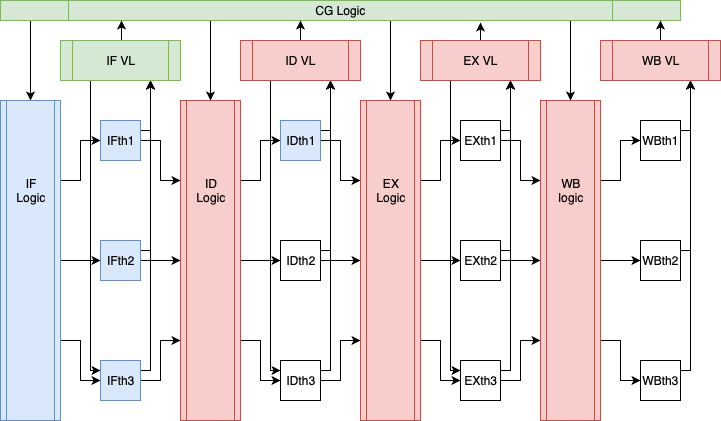 CG Logic
IF VL
ID VL
EX VL
WB VL
IF
Logic
IFth1
IFth2
IFth3
ID
Logic
IDth1
IDth2
IDth3
EX
Logic
EXth1
EXth2
EXth3
WB
logic
WBth1
WBth2
WBth3